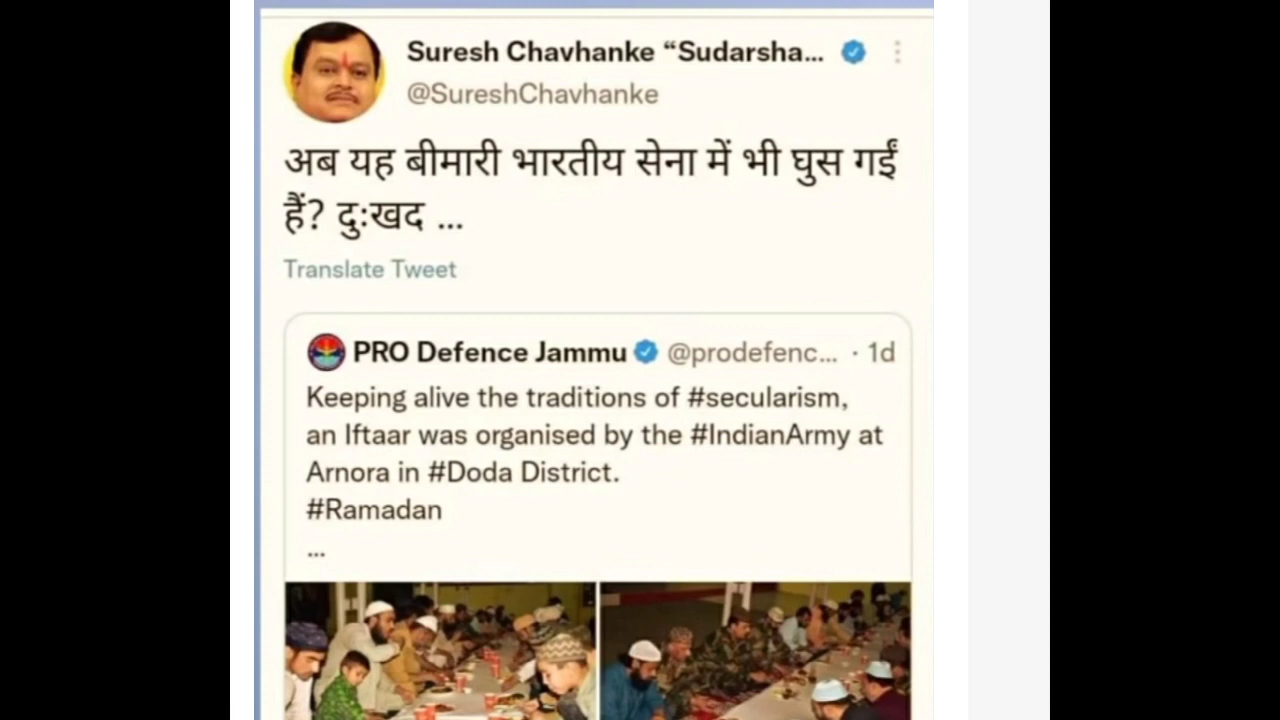 Suresh Chavhanke “Sudarsha...
@SureshChavhanke
अब यह बीमारी भारतीय सेना में भी घुस गईं
हैं? दुःखद ...
Translate Tweet
PRO Defence Jammu @prodefenc... · 1d
Keeping alive the traditions of #secularism,
an Iftaar was organised by the #IndianArmy at
Arnora in #Doda District.
#Ramadan
...